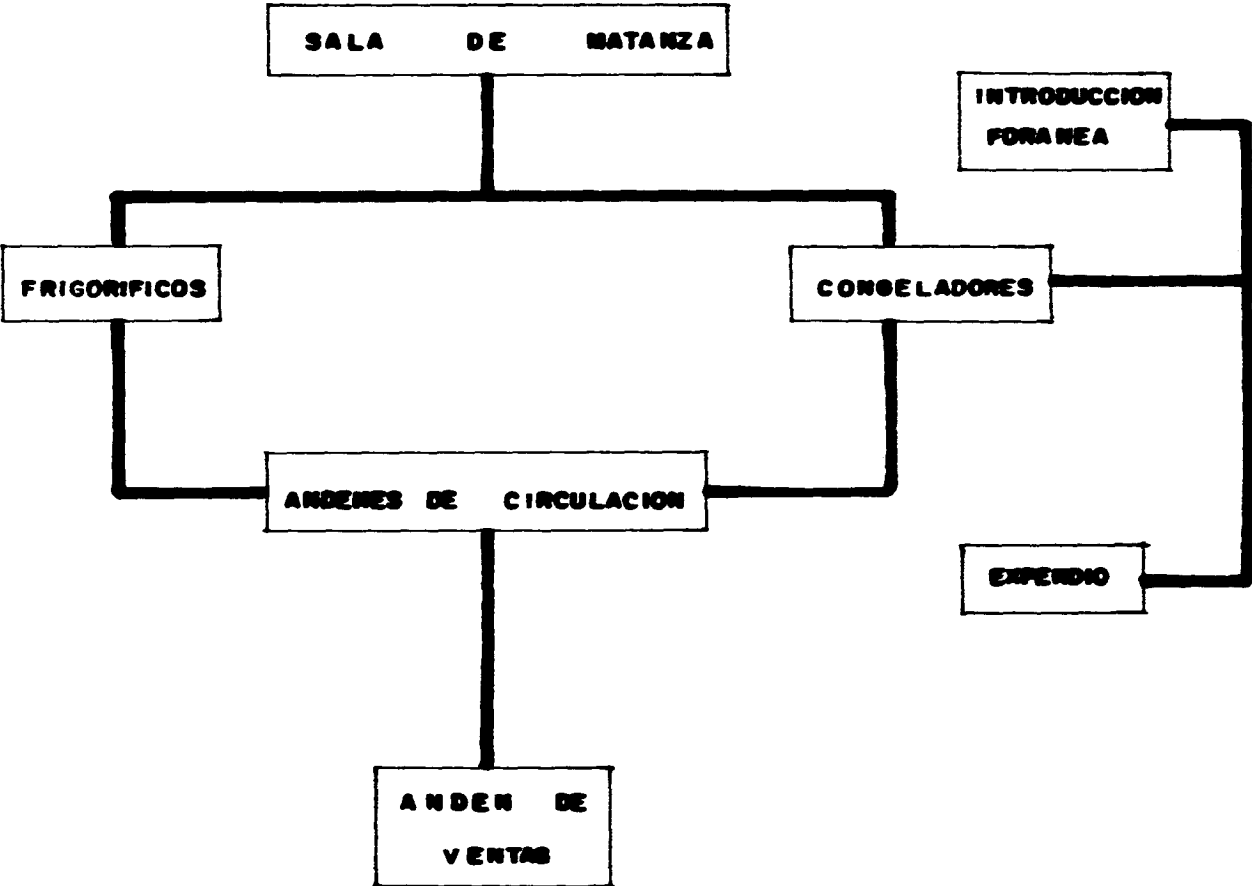 SALA DE MATANZA
INTRODUCCION
FORANEA
FRIGORIFICOS
CONGELADORES
ANDENES DE CIRCULACION
EXPENDIO
ANDEN DE
VENTAS